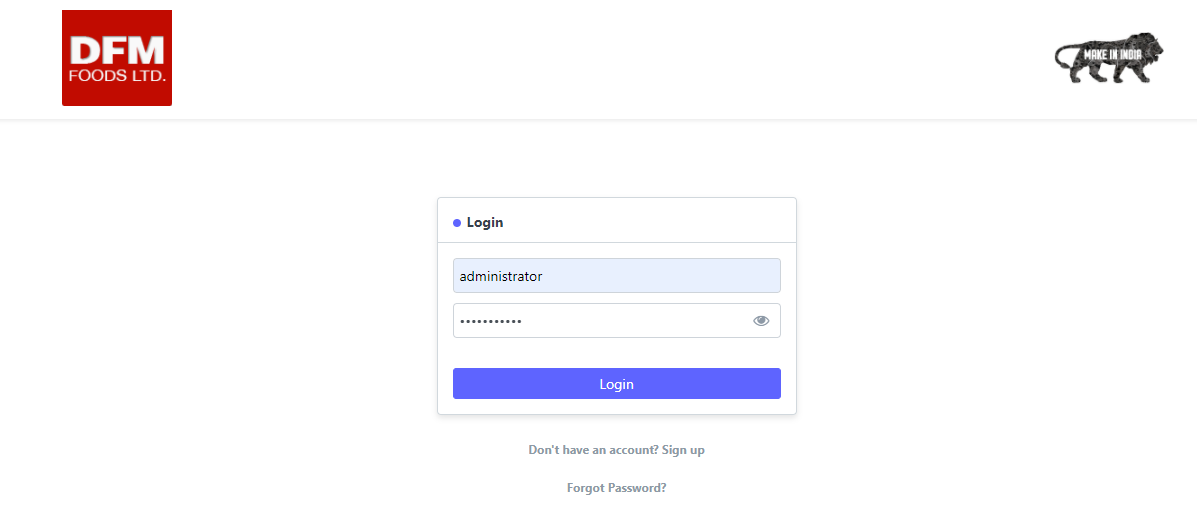 DFM
FOODS LTD.
MAKE IN INDIA
Login
administrator
•••••••••••
Login
Don't have an account? Sign up
Forgot Password?